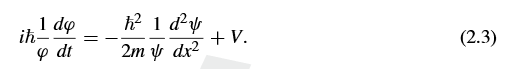 iħ 1/φ dφ/dt = − ħ²/2m 1/ψ d²ψ/dx² + V. (2.3)